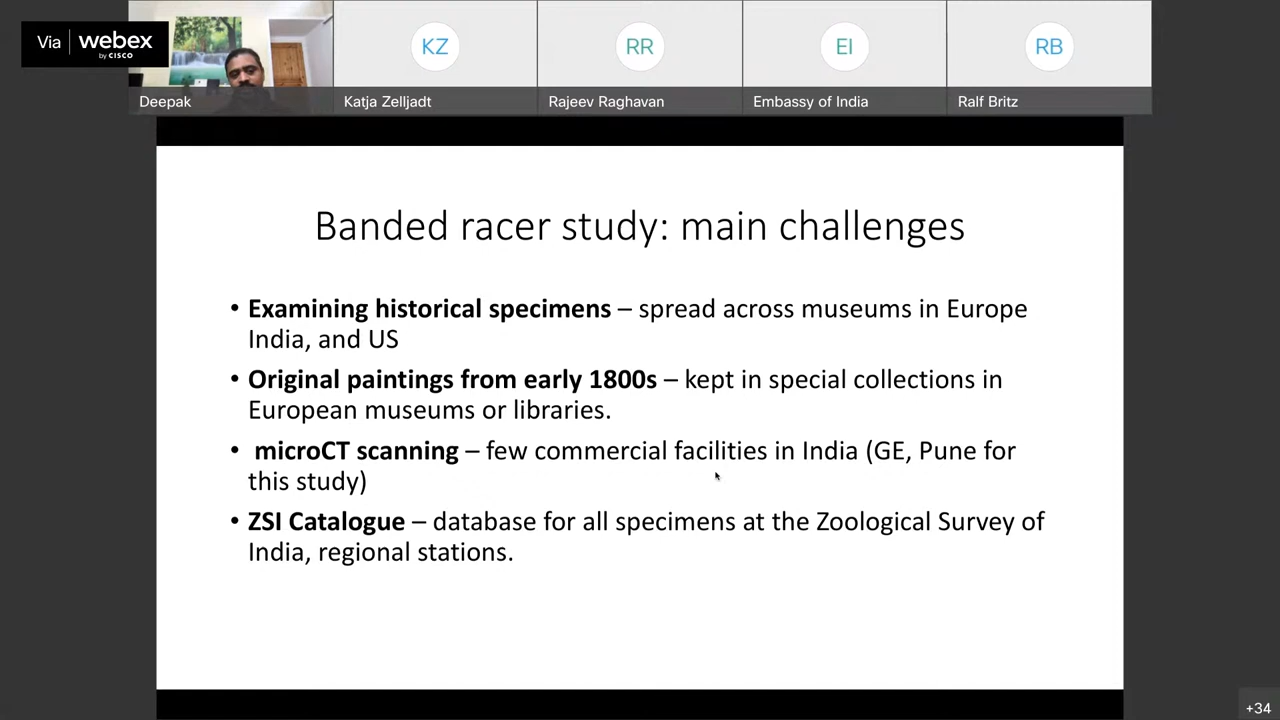 Via webex
by CISCO
KZ
RR
EI
RB
Deepak
Katja Zelljadt
Rajeev Raghavan
Embassy of India
Ralf Britz
Banded racer study: main challenges
• Examining historical specimens – spread across museums in Europe
India, and US
• Original paintings from early 1800s – kept in special collections in
European museums or libraries.
• microCT scanning – few commercial facilities in India (GE, Pune for
this study)
• ZSI Catalogue – database for all specimens at the Zoological Survey of
India, regional stations.
+34